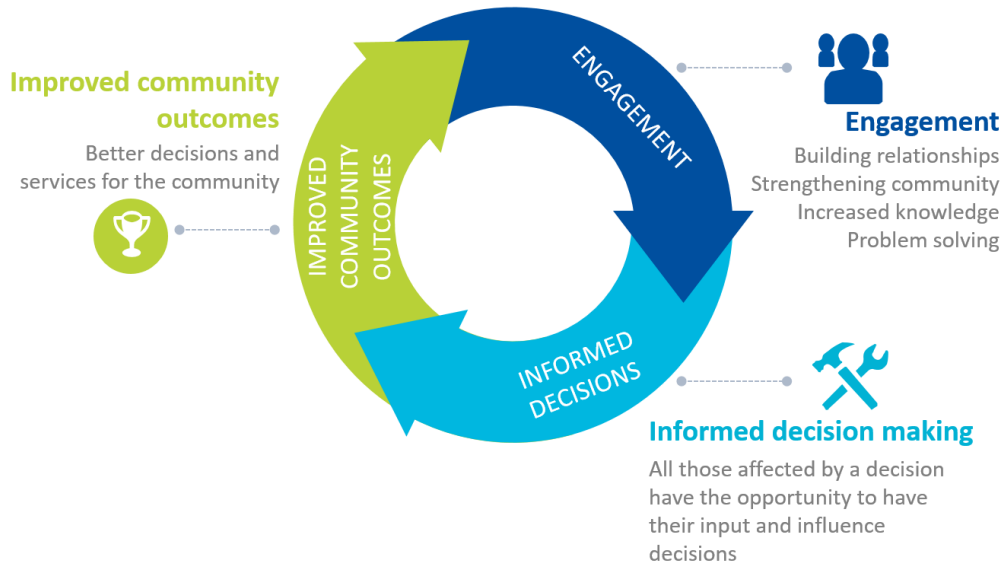 Improved community
outcomes
Better decisions and
services for the community
IMPROVED
COMMUNITY
OUTCOMES
ENGAGEMENT
INFORMED
DECISIONS
Engagement
Building relationships
Strengthening community
Increased knowledge
Problem solving
Informed decision making
All those affected by a decision
have the opportunity to have
their input and influence
decisions